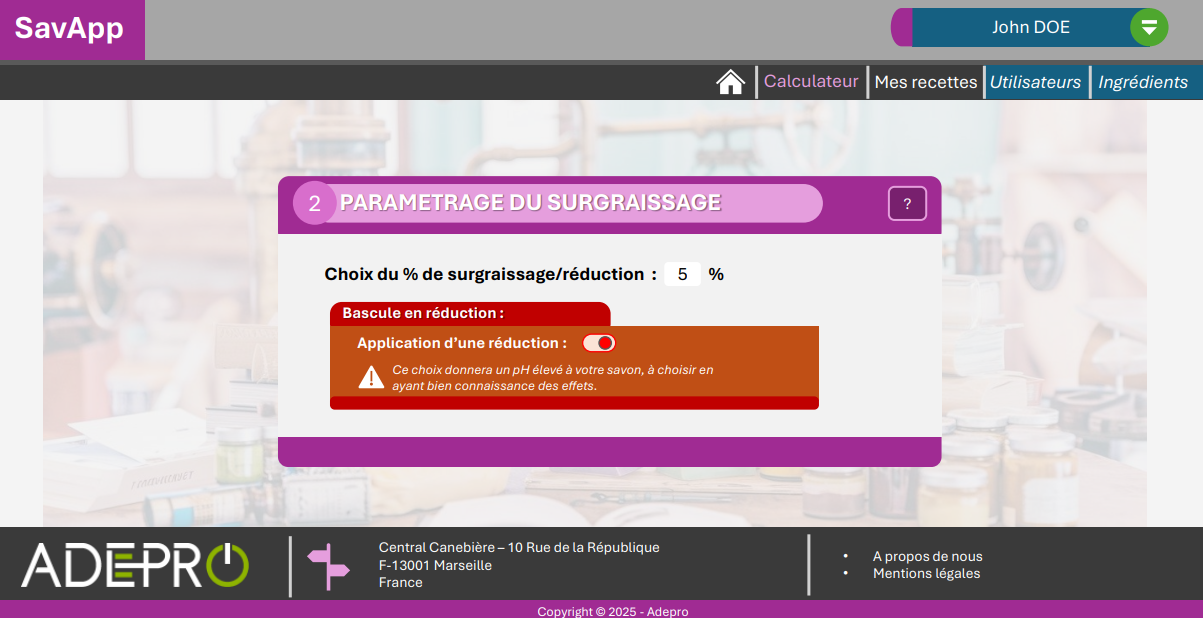 SavApp
John DOE
Calculateur
Mes recettes
Utilisateurs
Ingrédients
2
PARAMETRAGE DU SURGRAISSAGE
?
Choix du % de surgraissage/réduction : 5 %
Bascule en réduction :
Application d’une réduction :
Ce choix donnera un pH élevé à votre savon, à choisir en
ayant bien connaissance des effets.
ADEPRO
Central Canebière – 10 Rue de la République
F-13001 Marseille
France
• A propos de nous
• Mentions légales
Copyright © 2025 - Adepro